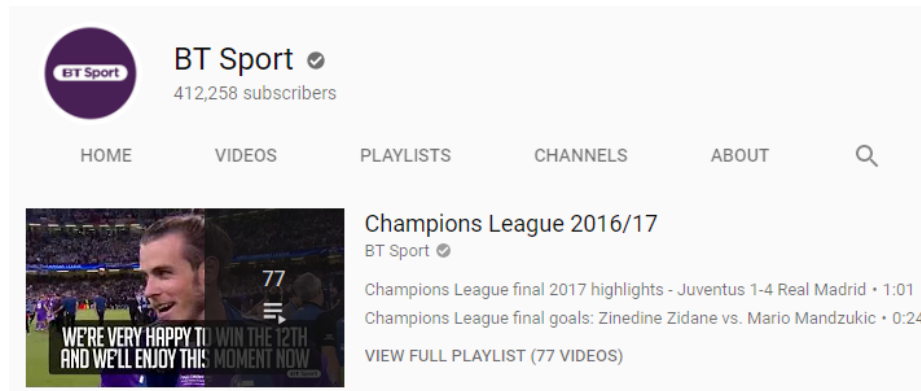 BT Sport
BT Sport
412,258 subscribers
HOME VIDEOS PLAYLISTS CHANNELS ABOUT
77
WE'RE VERY HAPPY TO WIN THE 12TH
AND WE'LL ENJOY THIS MOMENT NOW
BT Sport
Champions League 2016/17
BT Sport
Champions League final 2017 highlights - Juventus 1-4 Real Madrid • 1:01
Champions League final goals: Zinedine Zidane vs. Mario Mandzukic • 0:24
VIEW FULL PLAYLIST (77 VIDEOS)